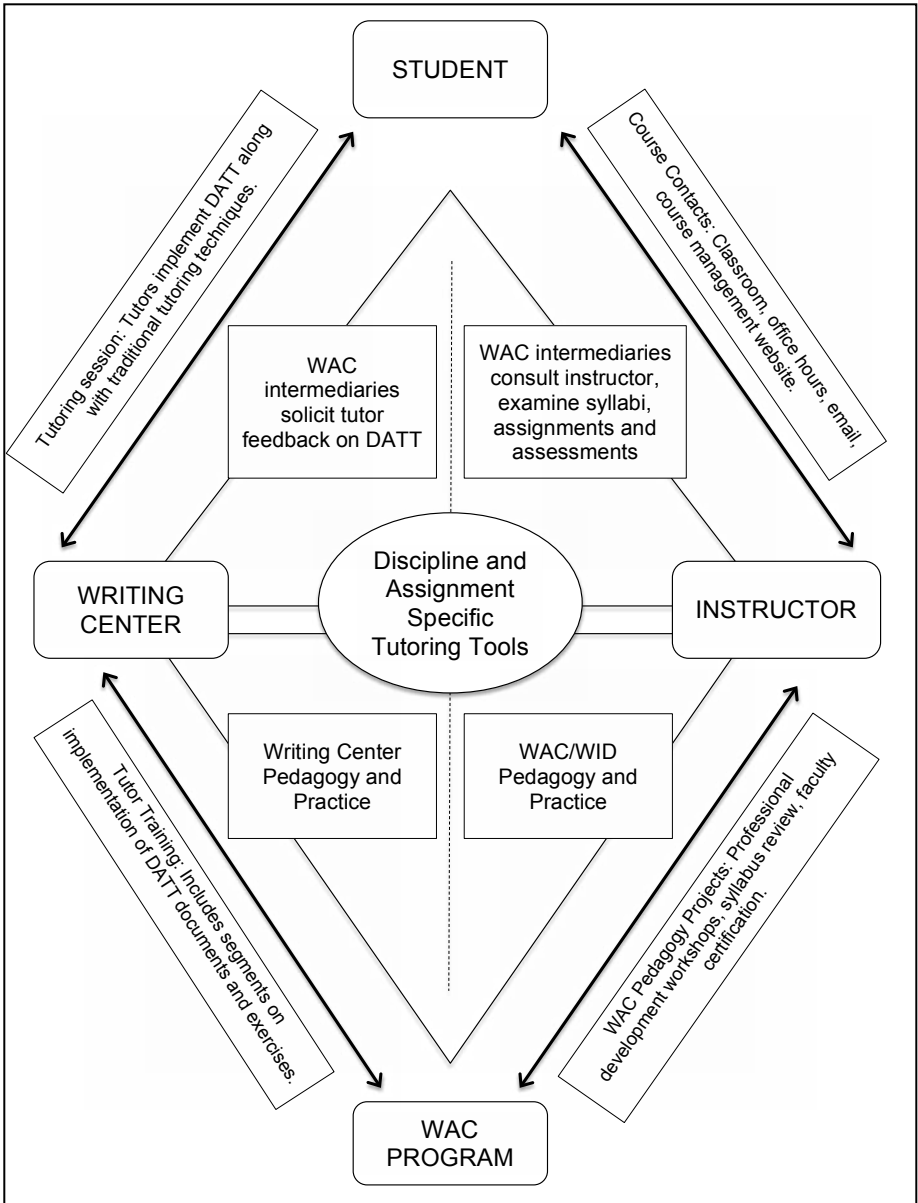 STUDENT
Tutoring session: Tutors implement DATT along
with traditional tutoring techniques.
Course Contacts: Classroom, office hours, email,
course management website.
WAC
intermediaries
solicit tutor
feedback on DATT
WAC intermediaries
consult instructor,
examine syllabi,
assignments and
assessments
WRITING
CENTER
Discipline and
Assignment
Specific
Tutoring Tools
INSTRUCTOR
Writing Center
Pedagogy and
Practice
WAC/WID
Pedagogy and
Practice
Tutor Training: Includes segments on
implementation of DATT documents and exercises.
WAC Pedagogy Projects: Professional
development workshops, syllabus review, faculty
certification.
WAC
PROGRAM